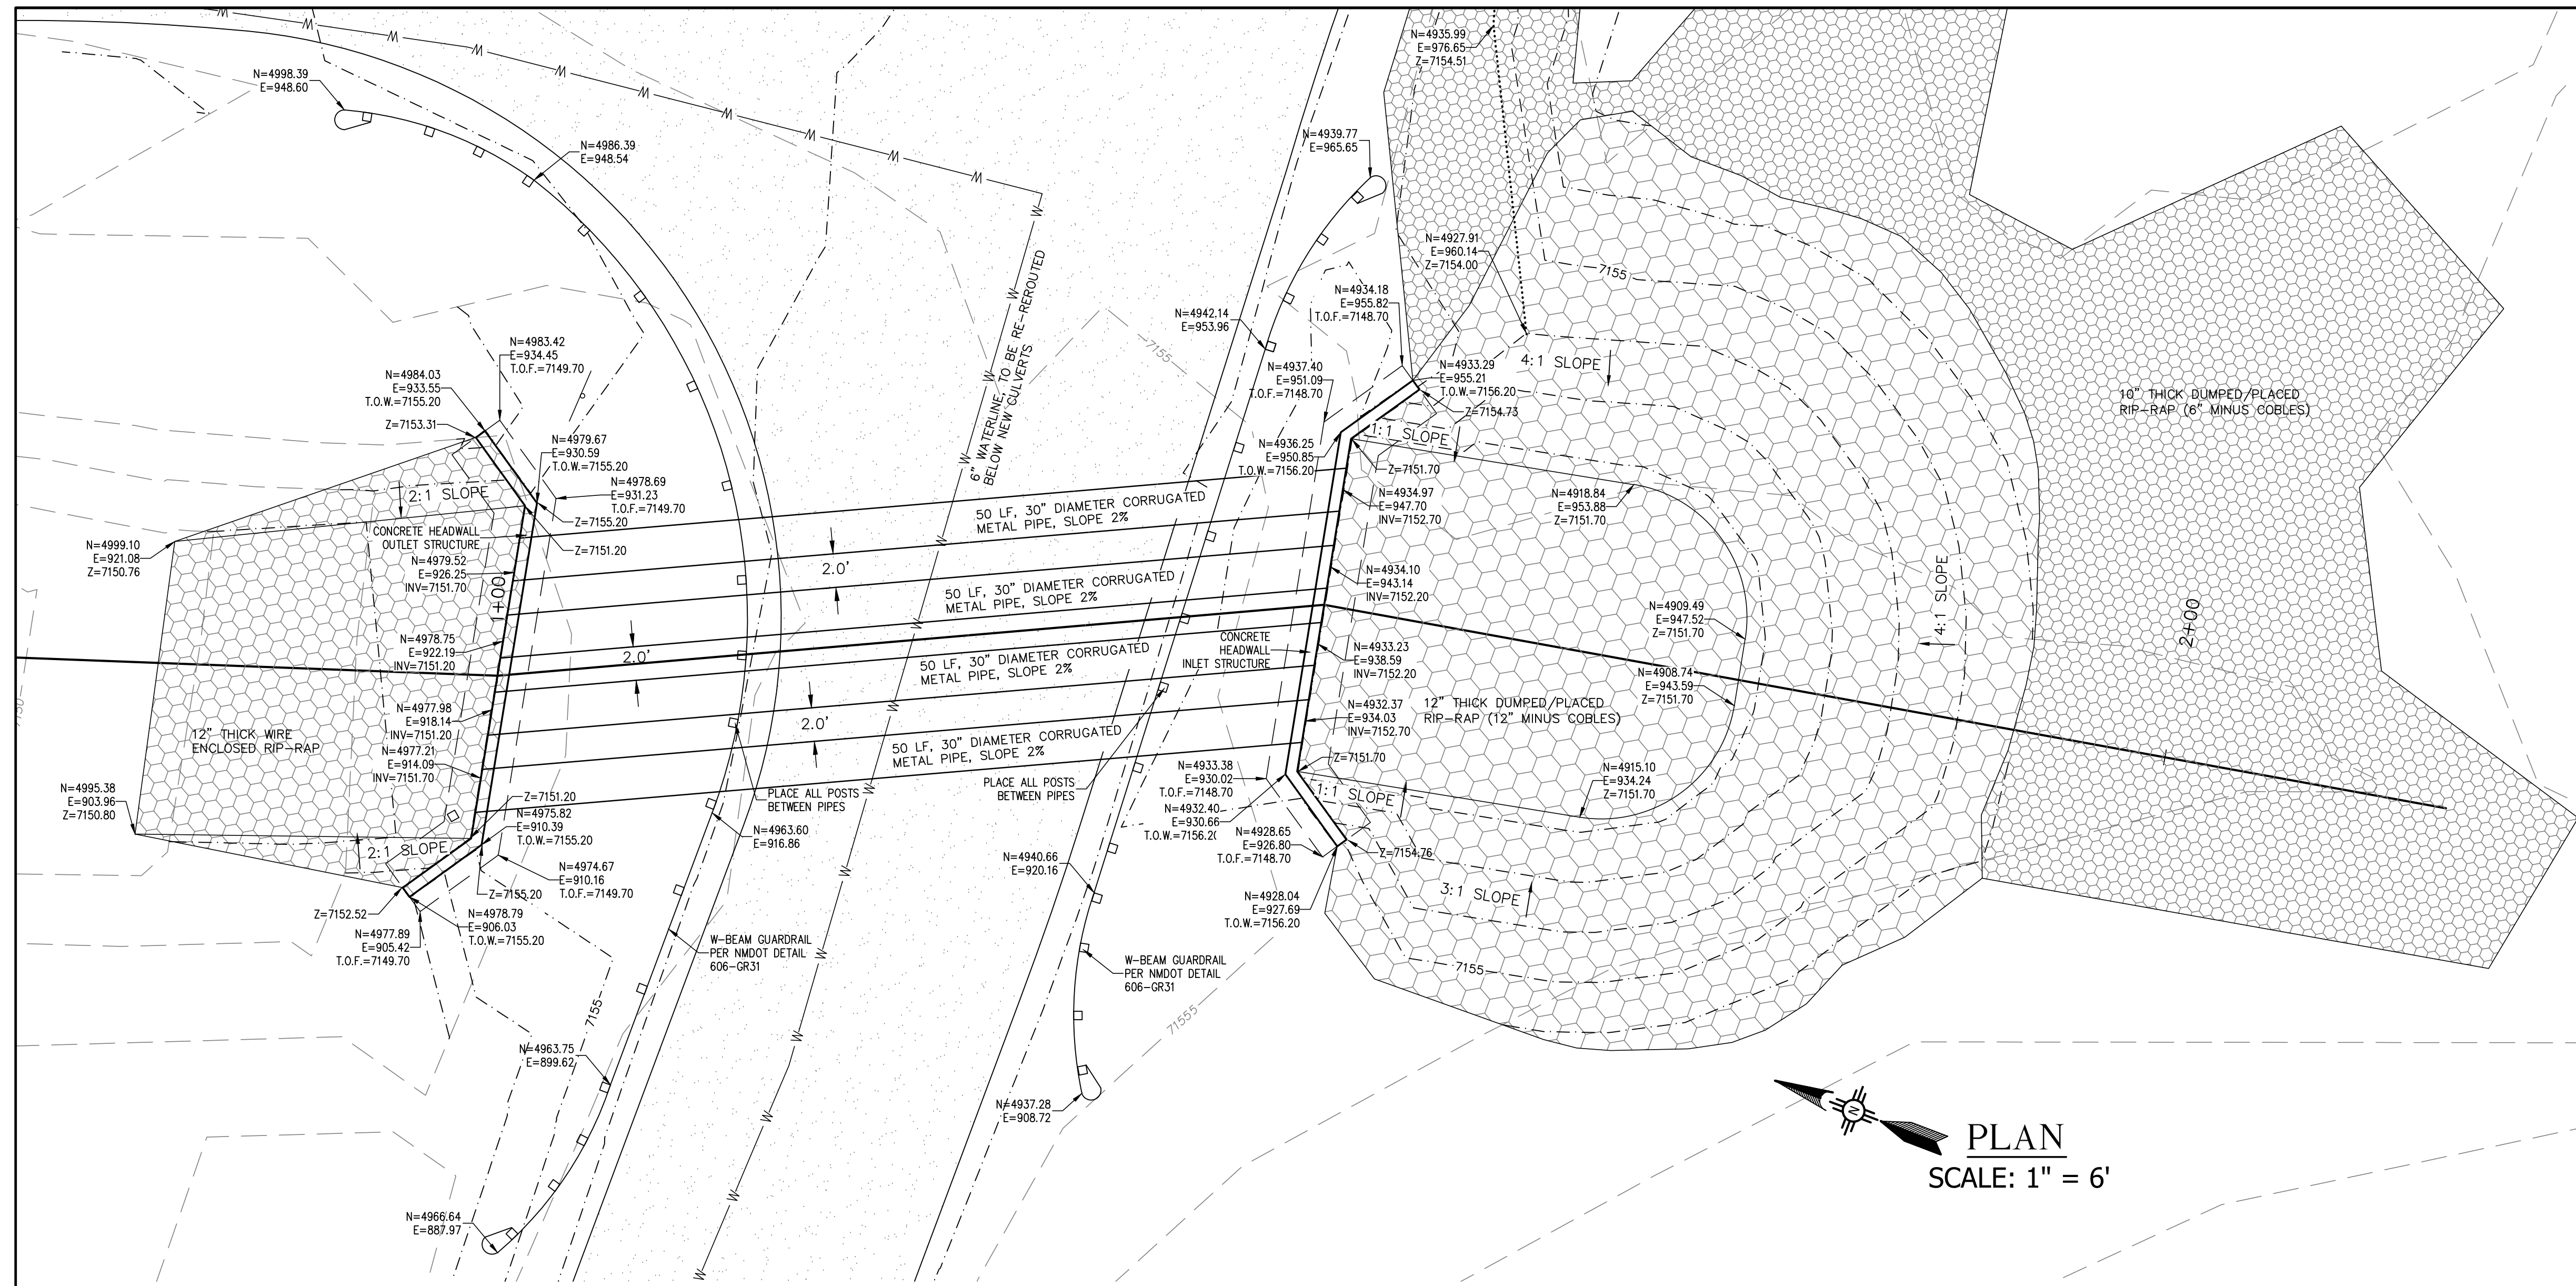 N=4998.39
E=948.60
N=4986.39
E=948.54
N=4935.99
E=976.65
Z=7154.51
N=4939.77
E=965.65
N=4927.91
E=960.14
Z=7154.00
N=4934.18
E=955.82
T.O.F.=7148.70
N=4942.14
E=953.96
7155
7155
6" WATERLINE, TO BE RE-REROUTED
BELOW NEW CULVERTS
N=4983.42
E=934.45
T.O.F.=7149.70
N=4984.03
E=933.55
T.O.W.=7155.20
Z=7153.31
N=4979.67
E=930.59
T.O.W.=7155.20
N=4978.69
E=931.23
T.O.F.=7149.70
Z=7155.20
Z=7151.20
2:1 SLOPE
CONCRETE HEADWALL
OUTLET STRUCTURE
N=4999.10
E=921.08
Z=7150.76
N=4979.52
E=926.25
INV=7151.70
1+00
N=4978.75
E=922.19
INV=7151.20
N=4977.98
E=918.14
INV=7151.20
N=4977.21
E=914.09
INV=7151.70
12" THICK WIRE
ENCLOSED RIP-RAP
7150
N=4995.38
E=903.96
Z=7150.80
2:1 SLOPE
Z=7151.20
N=4975.82
E=910.39
T.O.W.=7155.20
N=4974.67
E=910.16
T.O.F.=7149.70
Z=7155.20
Z=7152.52
N=4978.79
E=906.03
T.O.W.=7155.20
N=4977.89
E=905.42
T.O.F.=7149.70
50 LF, 30" DIAMETER CORRUGATED
METAL PIPE, SLOPE 2%
2.0'
50 LF, 30" DIAMETER CORRUGATED
METAL PIPE, SLOPE 2%
2.0'
50 LF, 30" DIAMETER CORRUGATED
METAL PIPE, SLOPE 2%
2.0'
50 LF, 30" DIAMETER CORRUGATED
METAL PIPE, SLOPE 2%
PLACE ALL POSTS
BETWEEN PIPES
PLACE ALL POSTS
BETWEEN PIPES
N=4963.60
E=916.86
W-BEAM GUARDRAIL
PER NMDOT DETAIL
606-GR31
7155
N=4963.75
E=899.62
N=4966.64
E=887.97
N=4937.40
E=951.09
T.O.F.=7148.70
N=4933.29
E=955.21
T.O.W.=7156.20
Z=7154.73
4:1 SLOPE
1:1 SLOPE
N=4936.25
E=950.85
T.O.W.=7156.20
Z=7151.70
N=4934.97
E=947.70
INV=7152.70
N=4918.84
E=953.88
Z=7151.70
N=4934.10
E=943.14
INV=7152.20
N=4909.49
E=947.52
Z=7151.70
4:1 SLOPE
CONCRETE
HEADWALL
INLET STRUCTURE
N=4933.23
E=938.59
INV=7152.20
N=4908.74
E=943.59
Z=7151.70
N=4932.37
E=934.03
INV=7152.70
12" THICK DUMPED/PLACED
RIP-RAP (12" MINUS COBLES)
Z=7151.70
N=4933.38
E=930.02
T.O.F.=7148.70
N=4932.40
E=930.66
T.O.W.=7156.20
N=4928.65
E=926.80
T.O.F.=7148.70
1:1 SLOPE
N=4915.10
E=934.24
Z=7151.70
Z=7154.76
3:1 SLOPE
N=4928.04
E=927.69
T.O.W.=7156.20
7155
N=4940.66
E=920.16
W-BEAM GUARDRAIL
PER NMDOT DETAIL
606-GR31
71555
N=4937.28
E=908.72
10" THICK DUMPED/PLACED
RIP-RAP (6" MINUS COBLES)
2+00
N
PLAN
SCALE: 1" = 6'